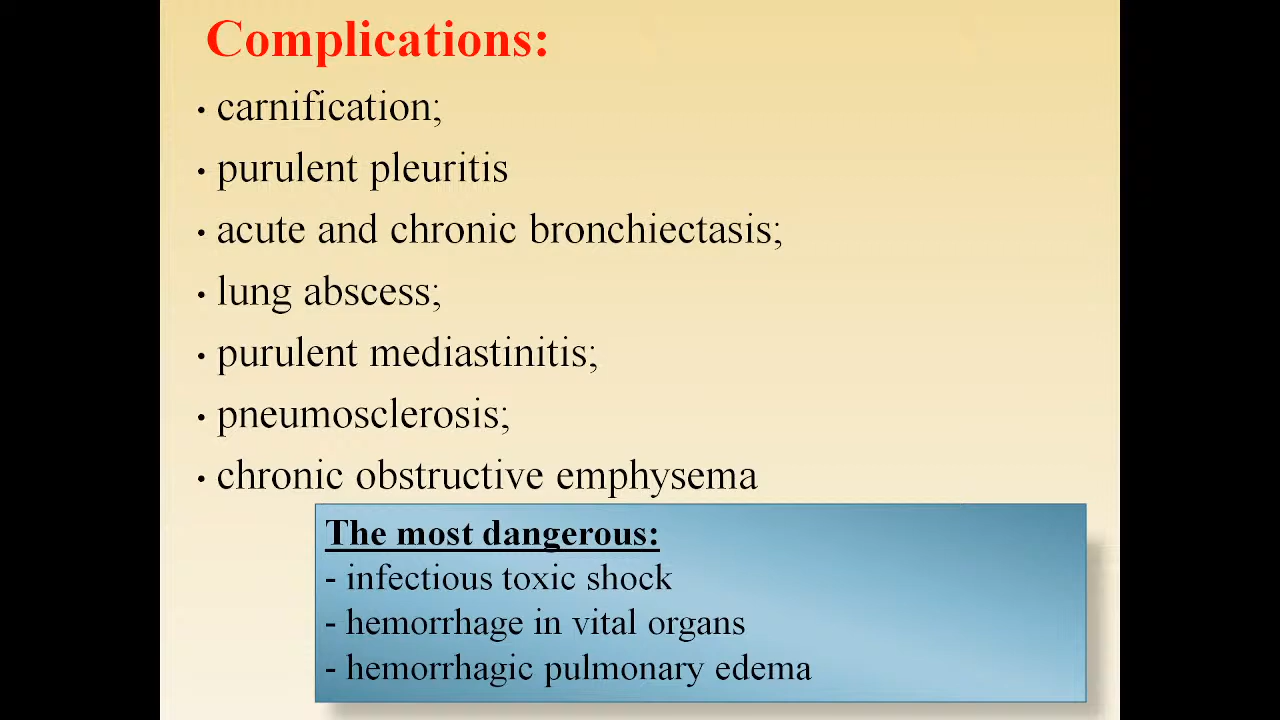 Complications:
• carnification;
• purulent pleuritis
• acute and chronic bronchiectasis;
• lung abscess;
• purulent mediastinitis;
• pneumosclerosis;
• chronic obstructive emphysema
The most dangerous:
- infectious toxic shock
- hemorrhage in vital organs
- hemorrhagic pulmonary edema